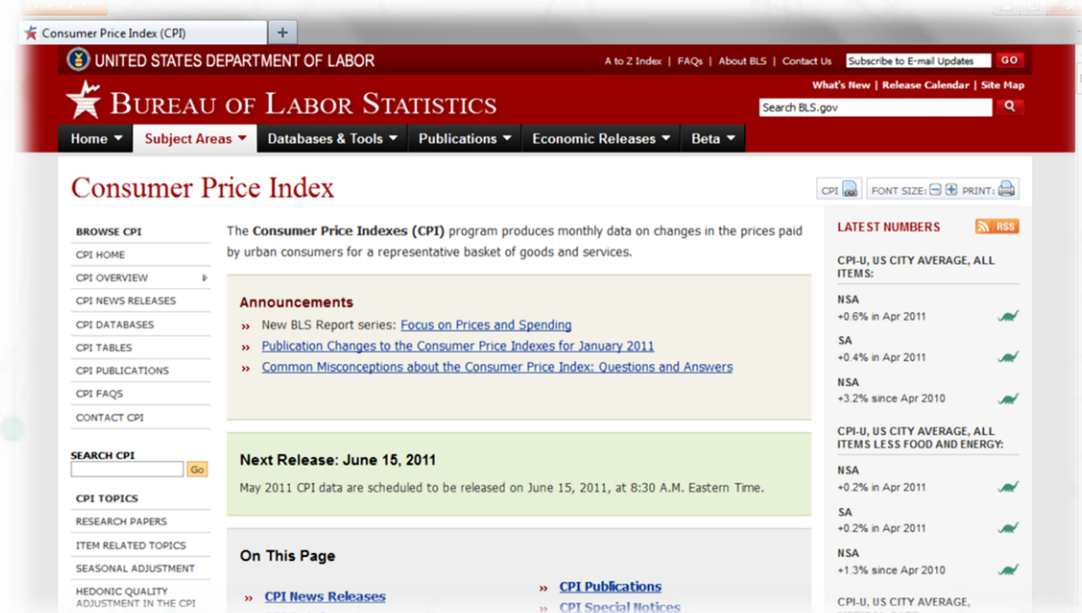 Consumer Price Index (CPI)
UNITED STATES DEPARTMENT OF LABOR
A to Z Index | FAQs | About BLS | Contact Us
Subscribe to E-mail Updates GO
BUREAU OF LABOR STATISTICS
What's New | Release Calendar | Site Map
Search BLS.gov
Home Subject Areas Databases & Tools Publications Economic Releases Beta
Consumer Price Index
CPI FONT SIZE: PRINT:
BROWSE CPI
CPI HOME
CPI OVERVIEW
CPI NEWS RELEASES
CPI DATABASES
CPI TABLES
CPI PUBLICATIONS
CPI FAQS
CONTACT CPI
SEARCH CPI
Go
CPI TOPICS
RESEARCH PAPERS
ITEM RELATED TOPICS
SEASONAL ADJUSTMENT
HEDONIC QUALITY
ADJUSTMENT IN THE CPI
The Consumer Price Indexes (CPI) program produces monthly data on changes in the prices paid
by urban consumers for a representative basket of goods and services.
Announcements
» New BLS Report series: Focus on Prices and Spending
» Publication Changes to the Consumer Price Indexes for January 2011
» Common Misconceptions about the Consumer Price Index: Questions and Answers
Next Release: June 15, 2011
May 2011 CPI data are scheduled to be released on June 15, 2011, at 8:30 A.M. Eastern Time.
On This Page
» CPI News Releases
» CPI Publications
» CPI Special Notices
LATEST NUMBERS RSS
CPI-U, US CITY AVERAGE, ALL
ITEMS:
NSA
+0.6% in Apr 2011
SA
+0.4% in Apr 2011
NSA
+3.2% since Apr 2010
CPI-U, US CITY AVERAGE, ALL
ITEMS LESS FOOD AND ENERGY:
NSA
+0.2% in Apr 2011
SA
+0.2% in Apr 2011
NSA
+1.3% since Apr 2010
CPI-U, US CITY AVERAGE,